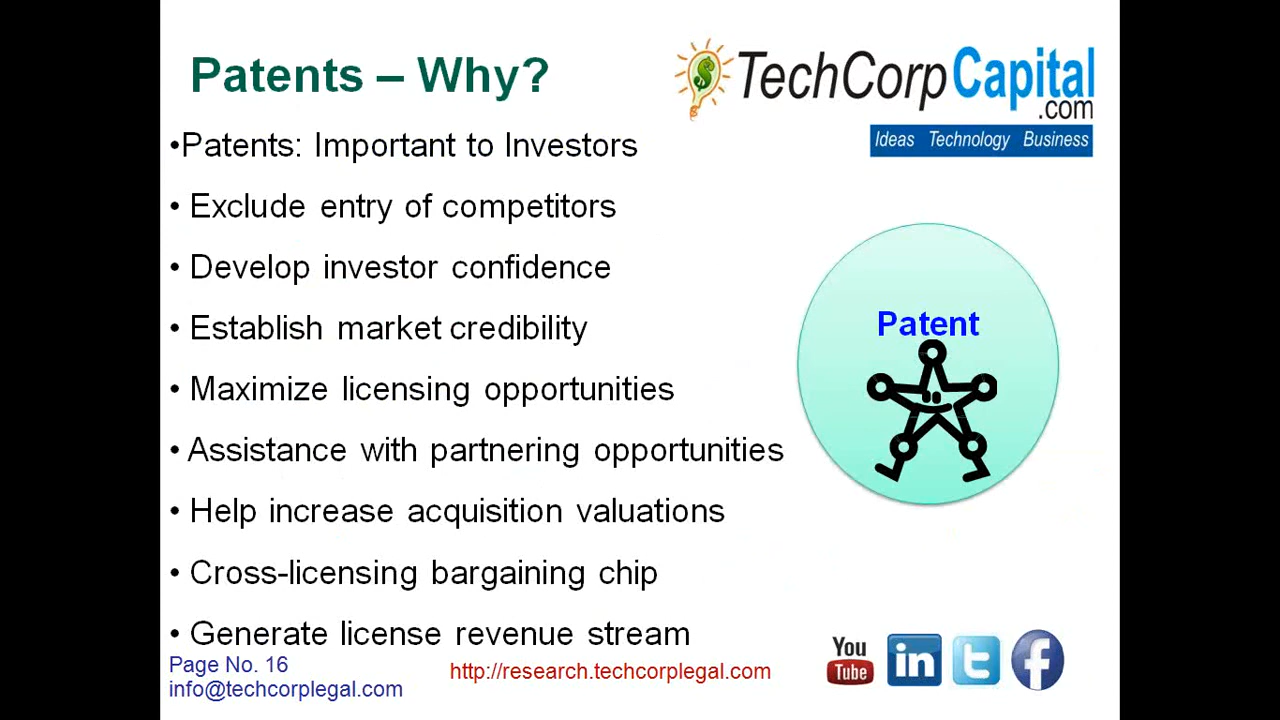 Patents – Why?
TechCorpCapital
.com
Ideas Technology Business
•Patents: Important to Investors
• Exclude entry of competitors
• Develop investor confidence
• Establish market credibility
• Maximize licensing opportunities
• Assistance with partnering opportunities
• Help increase acquisition valuations
• Cross-licensing bargaining chip
• Generate license revenue stream
Patent
Page No. 16
info@techcorplegal.com
http://research.techcorplegal.com
You
Tube
in
t
f